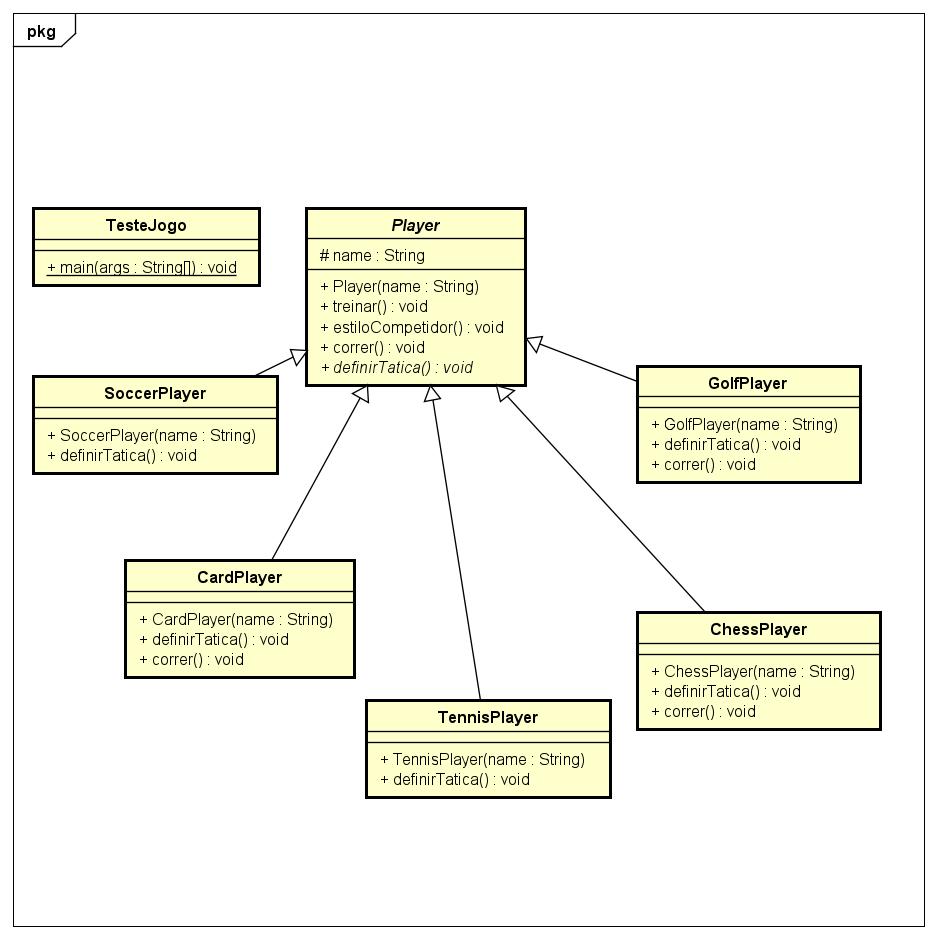 pkg
TesteJogo
+ main(args : String[]) : void
Player
# name : String
+ Player(name : String)
+ treinar() : void
+ estiloCompetidor() : void
+ correr() : void
+ definirTatica() : void
SoccerPlayer
+ SoccerPlayer(name : String)
+ definirTatica() : void
GolfPlayer
+ GolfPlayer(name : String)
+ definirTatica() : void
+ correr() : void
CardPlayer
+ CardPlayer(name : String)
+ definirTatica() : void
+ correr() : void
ChessPlayer
+ ChessPlayer(name : String)
+ definirTatica() : void
+ correr() : void
TennisPlayer
+ TennisPlayer(name : String)
+ definirTatica() : void